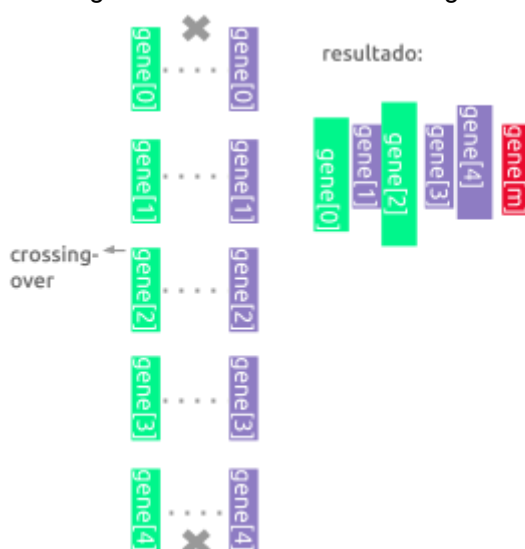 gene[0] gene[0]
resultado:
gene[0] gene[1] gene[2] gene[3] gene[4] gene[m]
gene[1] gene[1]
crossing-
over
gene[2] gene[2]
gene[3] gene[3]
gene[4] gene[4]